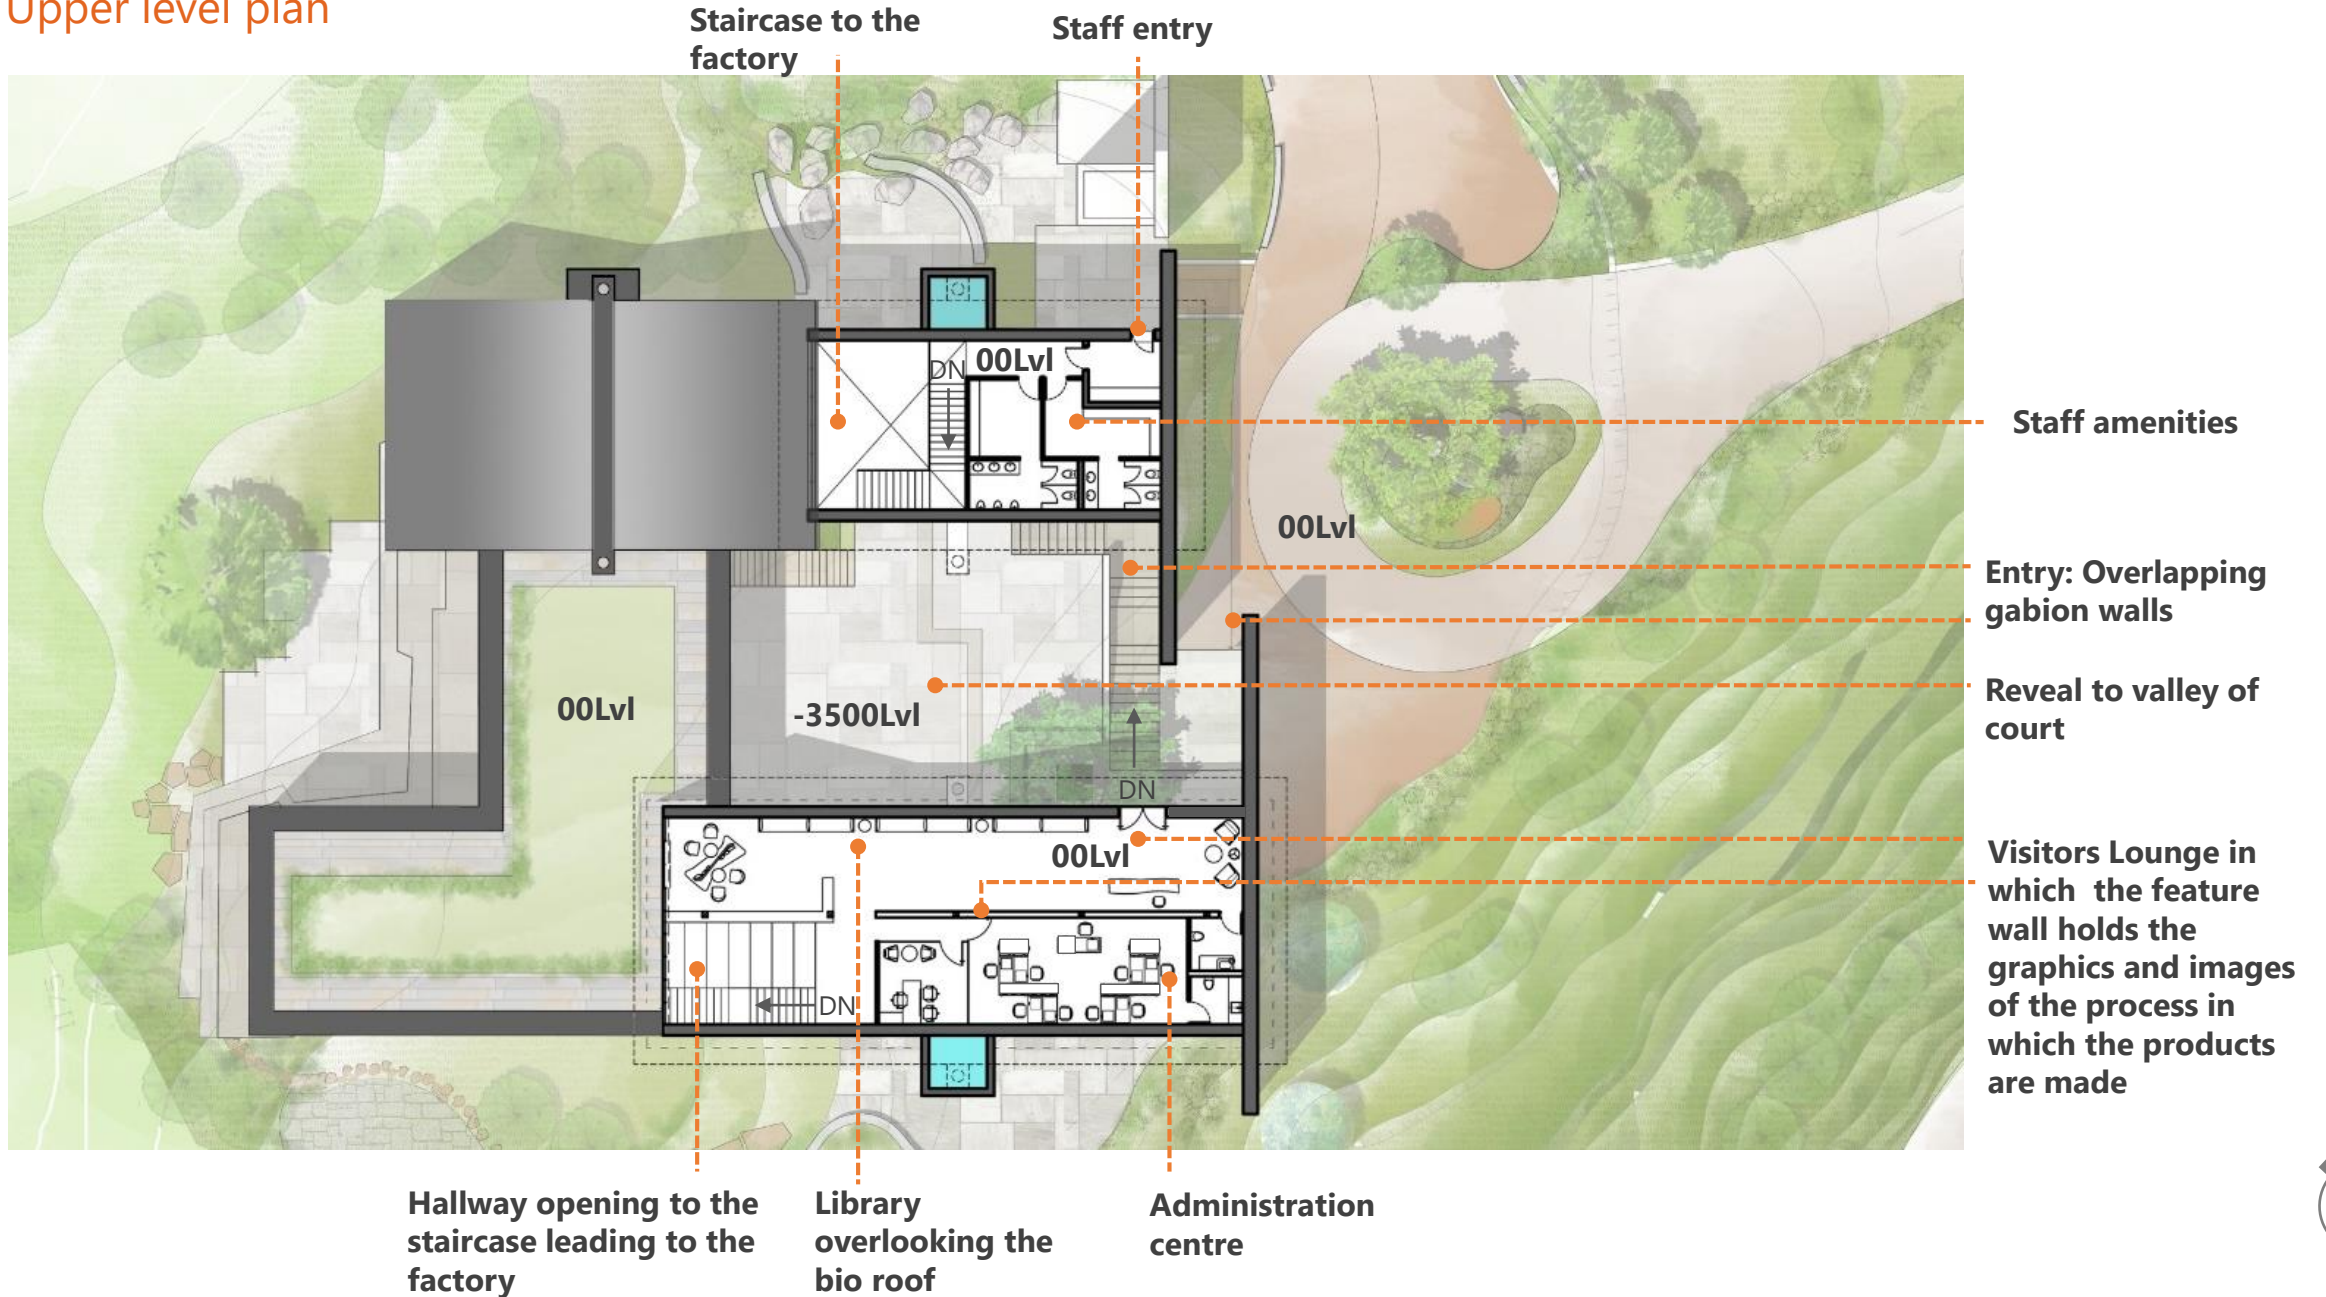 Upper level plan
Staircase to the
factory
Staff entry
DN
00Lvl
Staff amenities
00Lvl
Entry: Overlapping
gabion walls
Reveal to valley of
court
00Lvl
-3500Lvl
DN
00Lvl
Visitors Lounge in
which the feature
wall holds the
graphics and images
of the process in
which the products
are made
DN
Hallway opening to the
staircase leading to the
factory
Library
overlooking the
bio roof
Administration
centre